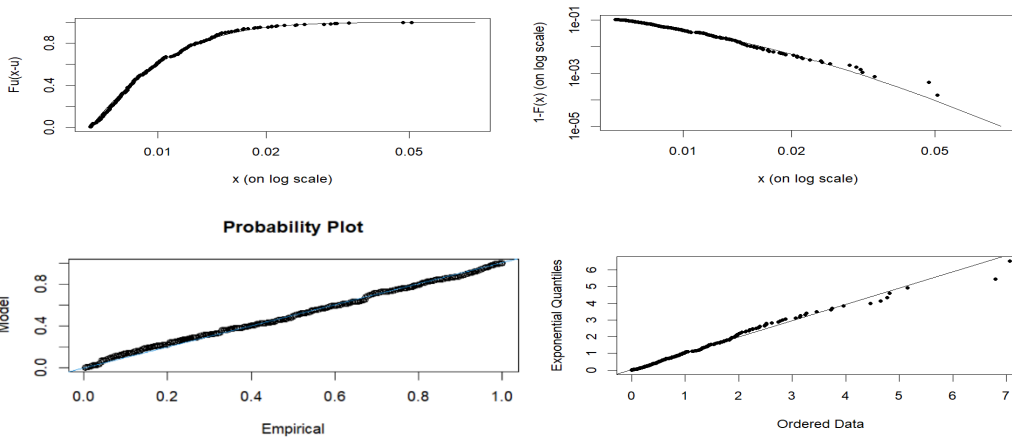 Fu(x-u)
0.0 0.4 0.8
0.01 0.02 0.05
x (on log scale)
1-F(x) (on log scale)
1e-05 1e-03 1e-01
0.01 0.02 0.05
x (on log scale)
Probability Plot
Model
0.0 0.4 0.8
0.0 0.2 0.4 0.6 0.8 1.0
Empirical
Exponential Quantiles
0 1 2 3 4 5 6
0 1 2 3 4 5 6 7
Ordered Data